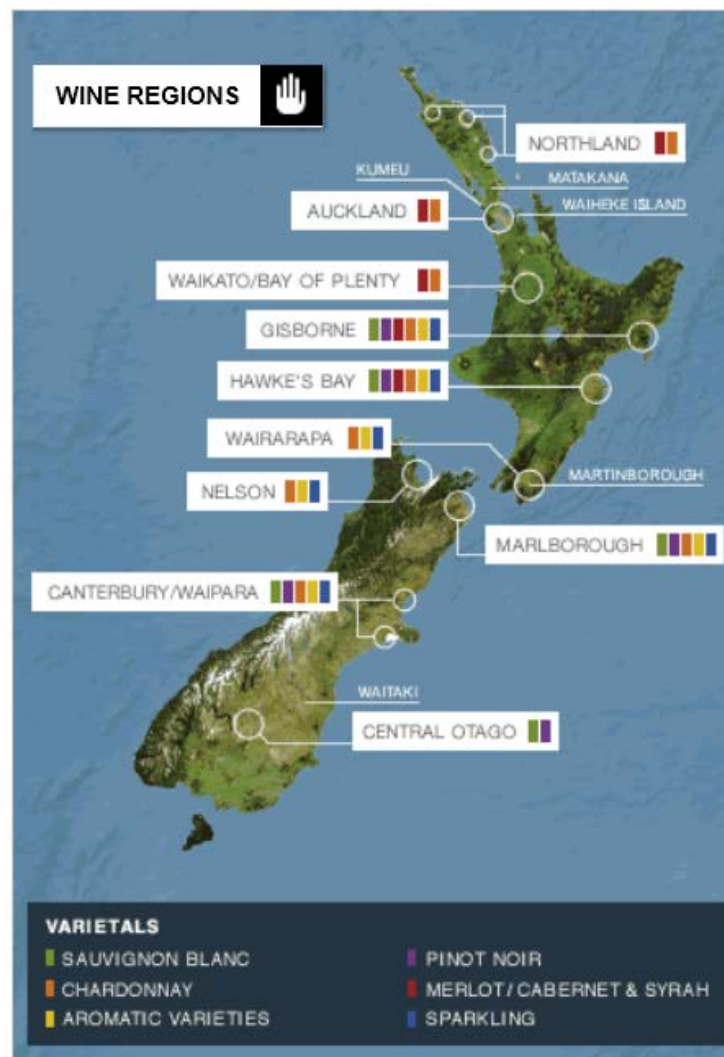 WINE REGIONS
NORTHLAND
KUMEU
MATAKANA
AUCKLAND
WAIHEKE ISLAND
WAIKATO/BAY OF PLENTY
GISBORNE
HAWKE'S BAY
WAIRARAPA
MARTINBOROUGH
NELSON
MARLBOROUGH
CANTERBURY/WAIPARA
WAITAKI
CENTRAL OTAGO
VARIETALS
SAUVIGNON BLANC
PINOT NOIR
CHARDONNAY
MERLOT/CABERNET & SYRAH
AROMATIC VARIETIES
SPARKLING